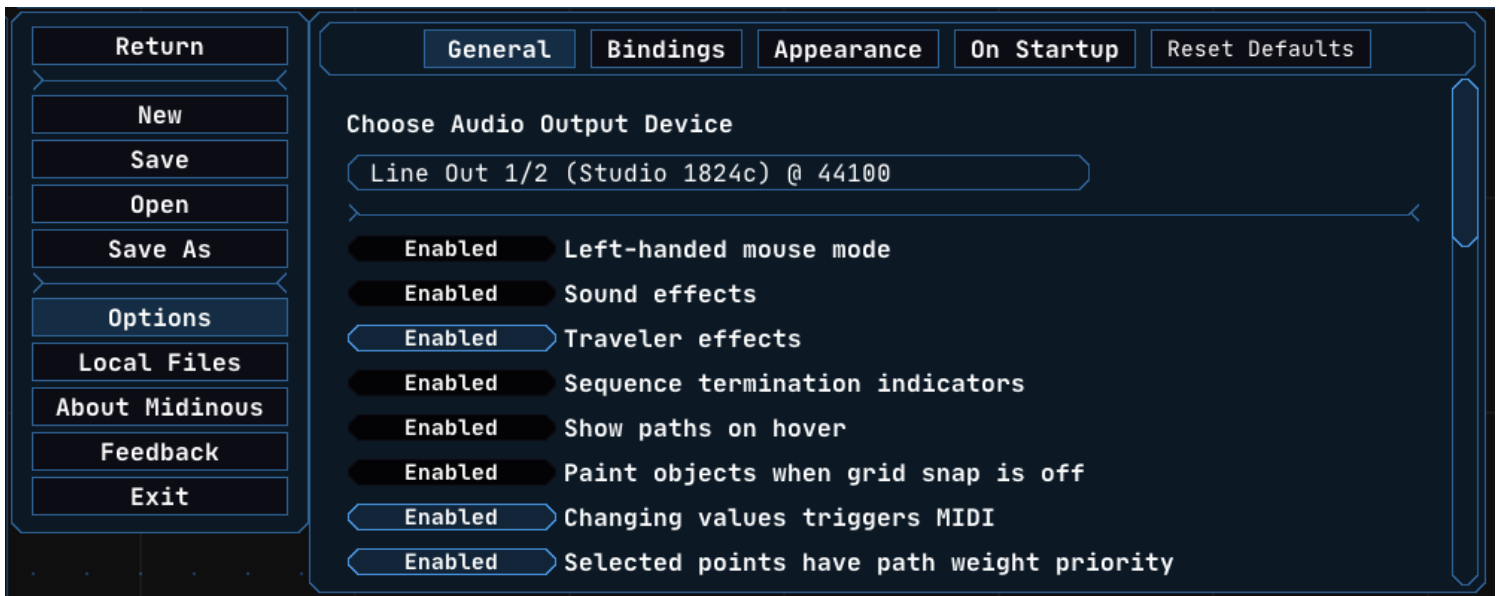 Return
New
Save
Open
Save As
Options
Local Files
About Midinous
Feedback
Exit
General Bindings Appearance On Startup Reset Defaults
Choose Audio Output Device
Line Out 1/2 (Studio 1824c) @ 44100
Enabled Left-handed mouse mode
Enabled Sound effects
Enabled Traveler effects
Enabled Sequence termination indicators
Enabled Show paths on hover
Enabled Paint objects when grid snap is off
Enabled Changing values triggers MIDI
Enabled Selected points have path weight priority